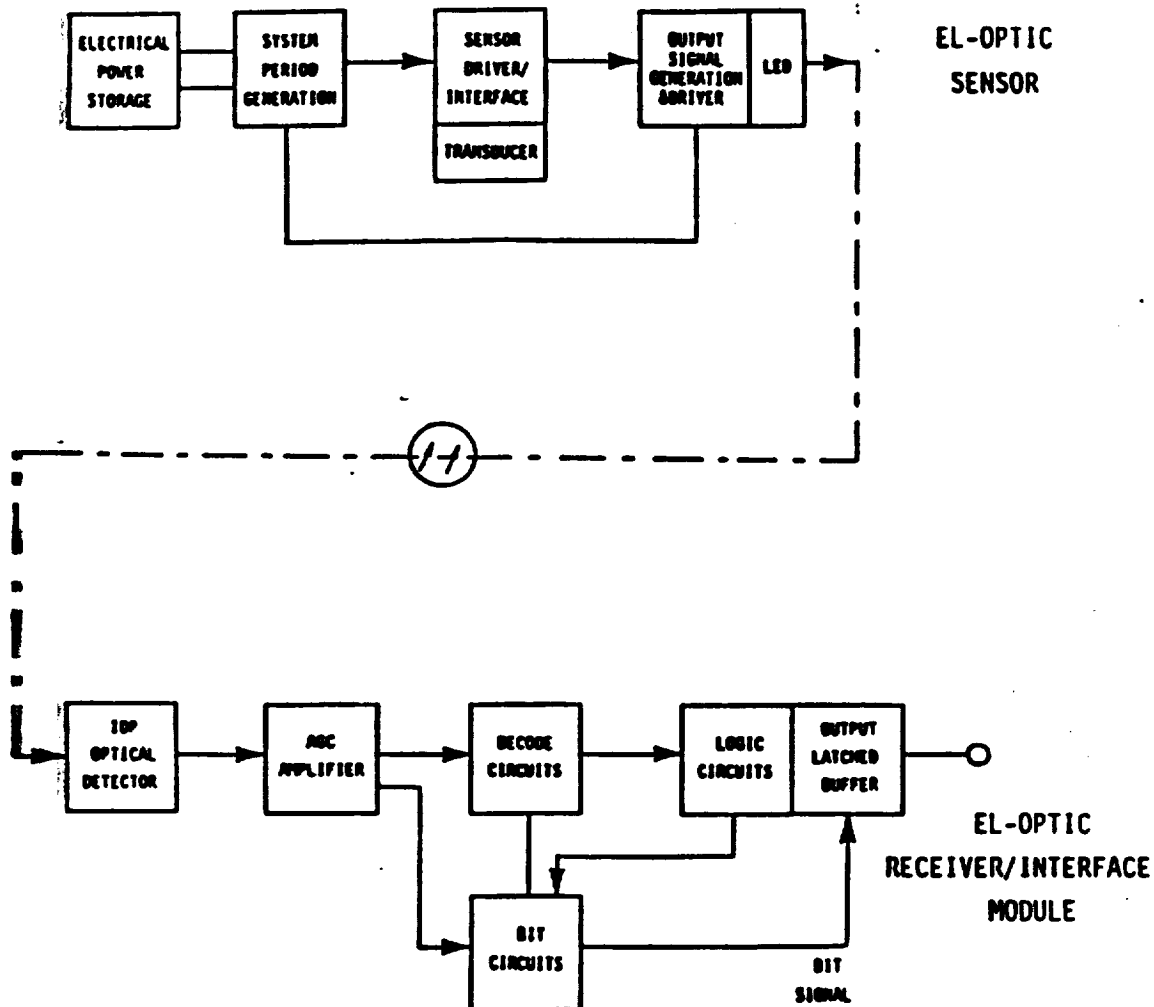 ELECTRICAL
POWER
STORAGE
SYSTEM
PERIOD
GENERATION
SENSOR
DRIVER/
INTERFACE
TRANSDUCER
OUTPUT
SIGNAL
GENERATION
&DRIVER
LED
EL-OPTIC
SENSOR
IDP
OPTICAL
DETECTOR
AGC
AMPLIFIER
DECODE
CIRCUITS
LOGIC
CIRCUITS
OUTPUT
LATCHED
BUFFER
EL-OPTIC
RECEIVER/INTERFACE
MODULE
BIT
CIRCUITS
BIT
SIGNAL